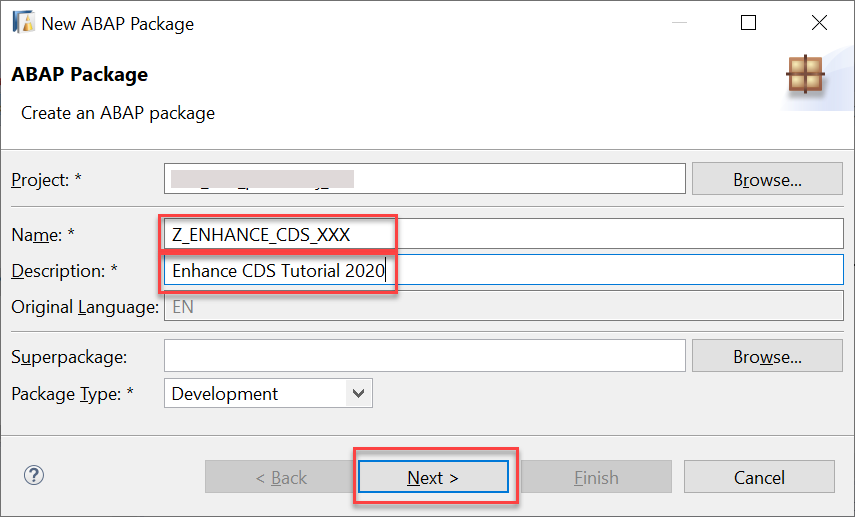 New ABAP Package
ABAP Package
Create an ABAP package
Project: * Browse...
Name: * Z_ENHANCE_CDS_XXX
Description: * Enhance CDS Tutorial 2020
Original Language: EN
Superpackage: Browse...
Package Type: * Development
? < Back Next > Finish Cancel